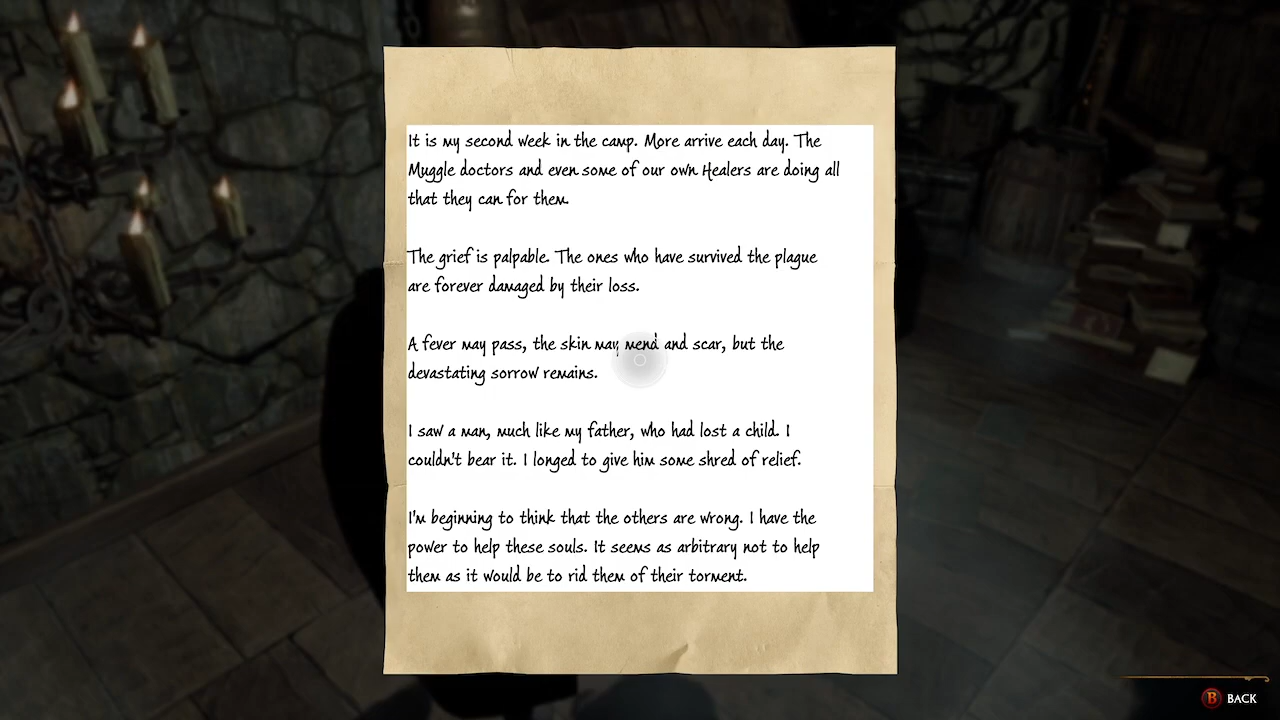 It is my second week in the camp. More arrive each day. The
Muggle doctors and even some of our own Healers are doing all
that they can for them.
The grief is palpable. The ones who have survived the plague
are forever damaged by their loss.
A fever may pass, the skin may mend and scar, but the
devastating sorrow remains.
I saw a man, much like my father, who had lost a child. I
couldn't bear it. I longed to give him some shred of relief.
I'm beginning to think that the others are wrong. I have the
power to help these souls. It seems as arbitrary not to help
them as it would be to rid them of their torment.
B BACK